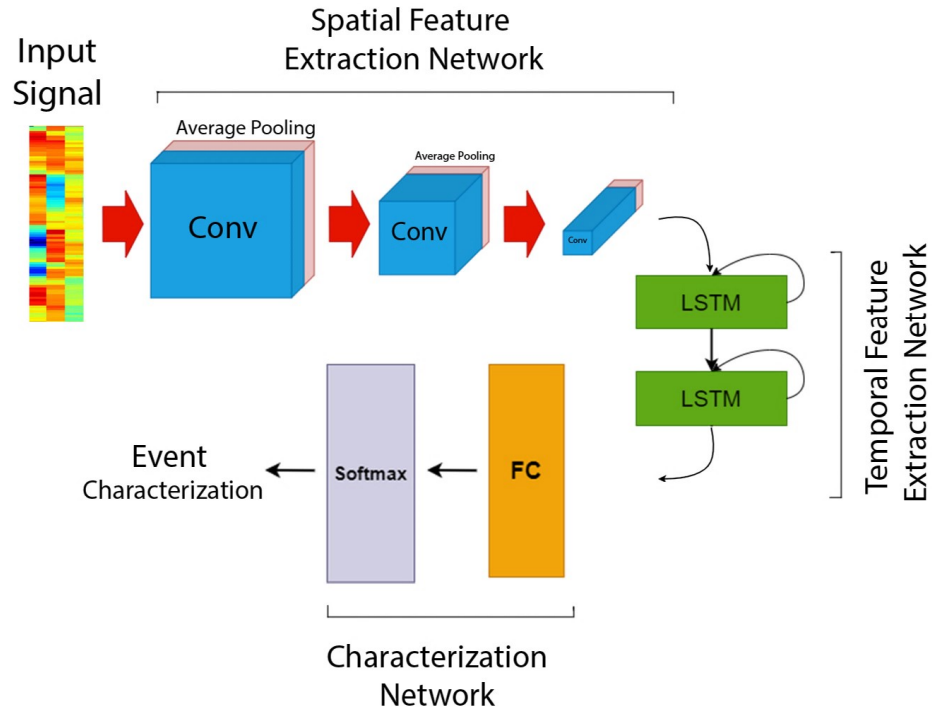 Spatial Feature
Extraction Network
Input
Signal
Average Pooling
Conv
Average Pooling
Conv
Conv
LSTM
LSTM
Temporal Feature
Extraction Network
FC
Softmax
Event
Characterization
Characterization
Network